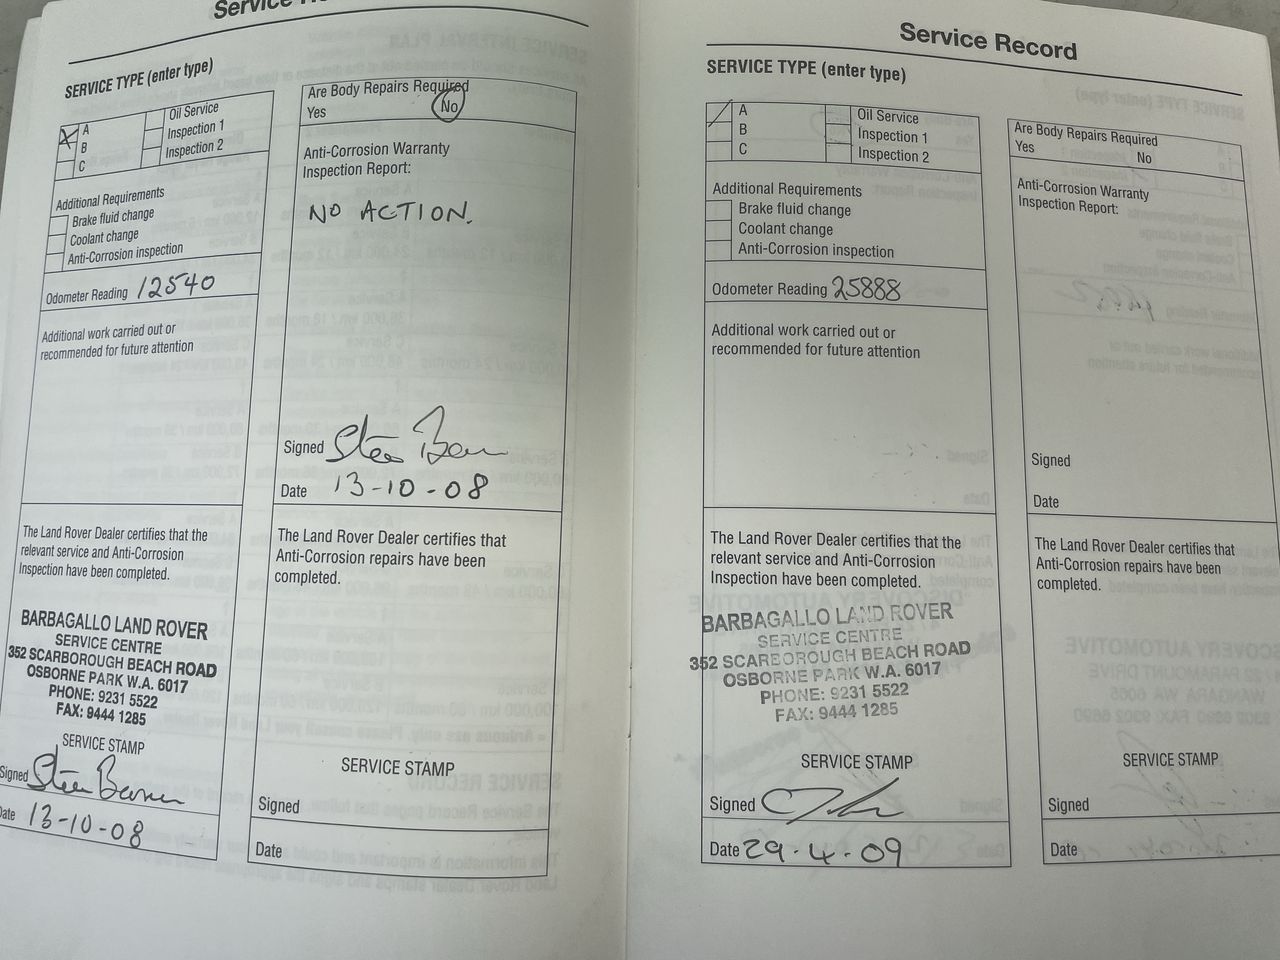 Service
SERVICE TYPE (enter type)
A
B
C
Oil Service
Inspection 1
Inspection 2
Additional Requirements
Brake fluid change
Coolant change
Anti-Corrosion inspection
Odometer Reading 12540
Additional work carried out or
recommended for future attention
The Land Rover Dealer certifies that the
relevant service and Anti-Corrosion
Inspection have been completed.
BARBAGALLO LAND ROVER
SERVICE CENTRE
352 SCARBOROUGH BEACH ROAD
OSBORNE PARK W.A. 6017
PHONE: 9231 5522
FAX: 9444 1285
SERVICE STAMP
Signed
Date 13-10-08
Are Body Repairs Required
Yes No
Anti-Corrosion Warranty
Inspection Report:
NO ACTION.
Signed
Date 13-10-08
The Land Rover Dealer certifies that
Anti-Corrosion repairs have been
completed.
SERVICE STAMP
Signed
Date
Service Record
SERVICE TYPE (enter type)
A
B
C
Oil Service
Inspection 1
Inspection 2
Additional Requirements
Brake fluid change
Coolant change
Anti-Corrosion inspection
Odometer Reading 25888
Additional work carried out or
recommended for future attention
The Land Rover Dealer certifies that the
relevant service and Anti-Corrosion
Inspection have been completed.
BARBAGALLO LAND ROVER
SERVICE CENTRE
352 SCARBOROUGH BEACH ROAD
OSBORNE PARK W.A. 6017
PHONE: 9231 5522
FAX: 9444 1285
SERVICE STAMP
Signed
Date 29.4.09
Are Body Repairs Required
Yes No
Anti-Corrosion Warranty
Inspection Report:
Signed
Date
The Land Rover Dealer certifies that
Anti-Corrosion repairs have been
completed.
SERVICE STAMP
Signed
Date